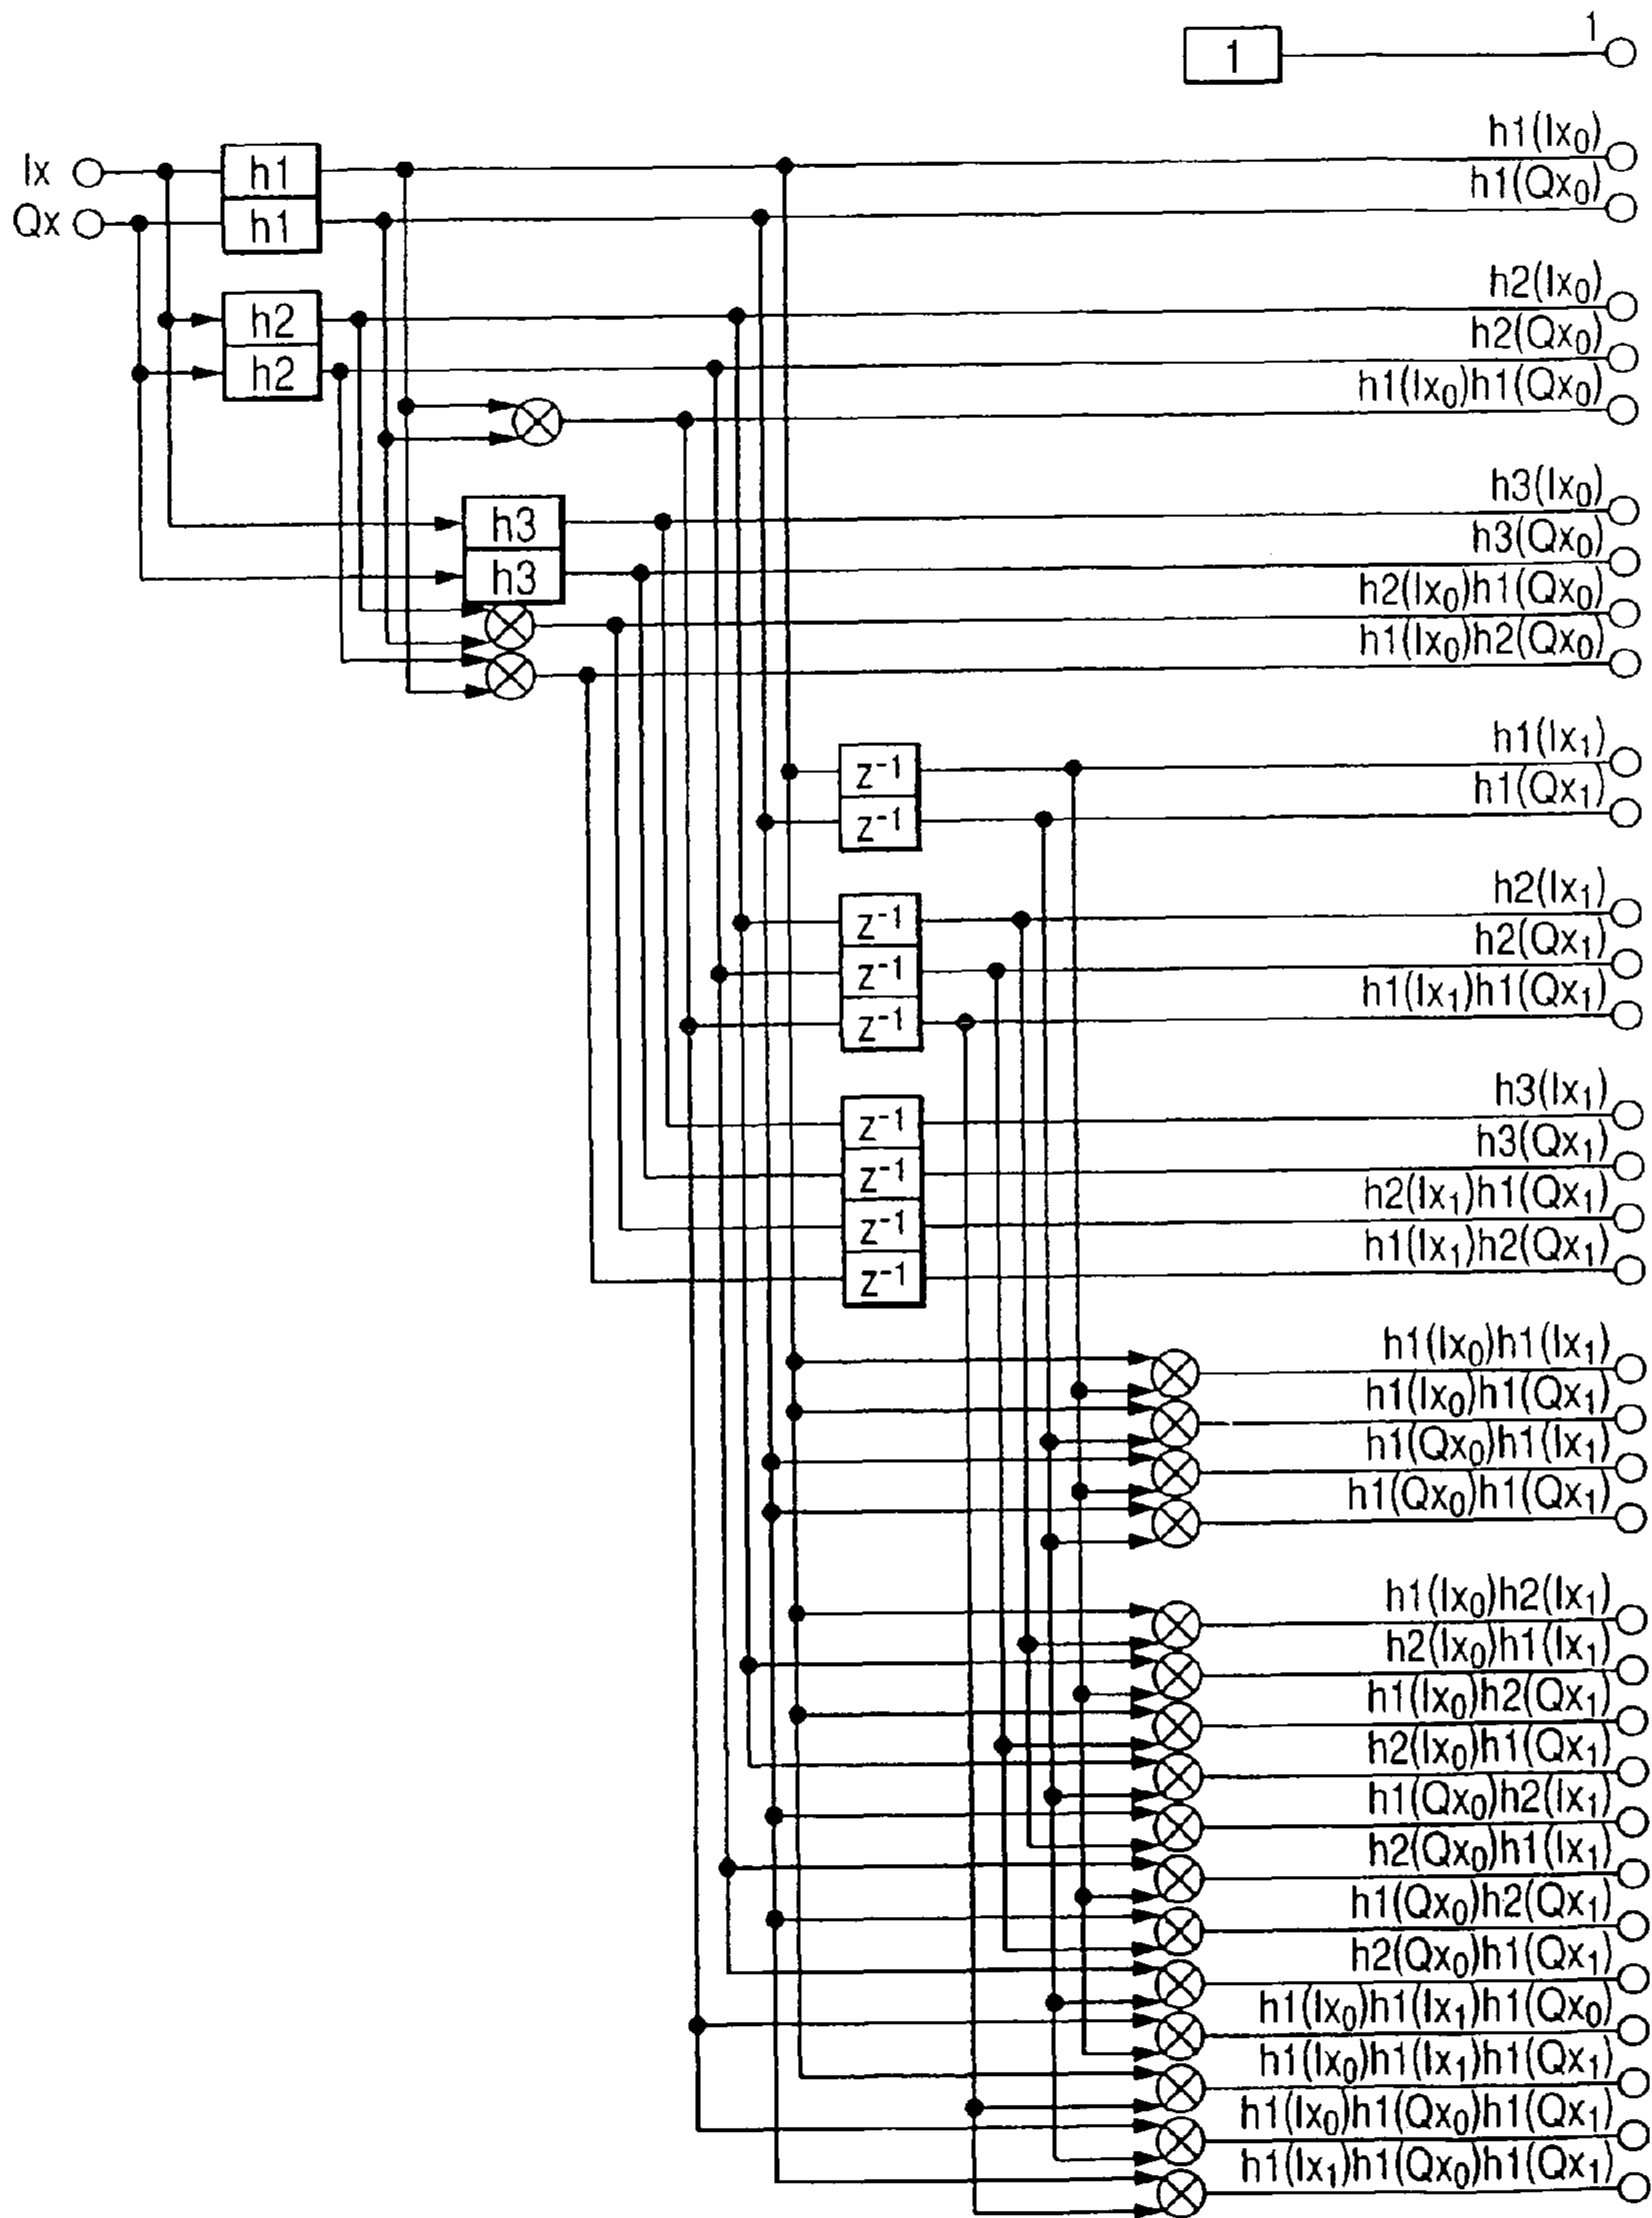 1
1
h1(Ix₀)
Ix
h1
h1(Qx₀)
Qx
h1
h2(Ix₀)
h2
h2(Qx₀)
h2
h1(Ix₀)h1(Qx₀)
h3(Ix₀)
h3
h3(Qx₀)
h3
h2(Ix₀)h1(Qx₀)
h1(Ix₀)h2(Qx₀)
h1(Ix₁)
z⁻¹
h1(Qx₁)
z⁻¹
h2(Ix₁)
z⁻¹
h2(Qx₁)
z⁻¹
h1(Ix₁)h1(Qx₁)
z⁻¹
h3(Ix₁)
z⁻¹
h3(Qx₁)
z⁻¹
h2(Ix₁)h1(Qx₁)
z⁻¹
h1(Ix₁)h2(Qx₁)
z⁻¹
h1(Ix₀)h1(Ix₁)
h1(Ix₀)h1(Qx₁)
h1(Qx₀)h1(Ix₁)
h1(Qx₀)h1(Qx₁)
h1(Ix₀)h2(Ix₁)
h2(Ix₀)h1(Ix₁)
h1(Ix₀)h2(Qx₁)
h2(Ix₀)h1(Qx₁)
h1(Qx₀)h2(Ix₁)
h2(Qx₀)h1(Ix₁)
h1(Qx₀)h2(Qx₁)
h2(Qx₀)h1(Qx₁)
h1(Ix₀)h1(Ix₁)h1(Qx₀)
h1(Ix₀)h1(Ix₁)h1(Qx₁)
h1(Ix₀)h1(Qx₀)h1(Qx₁)
h1(Ix₁)h1(Qx₀)h1(Qx₁)